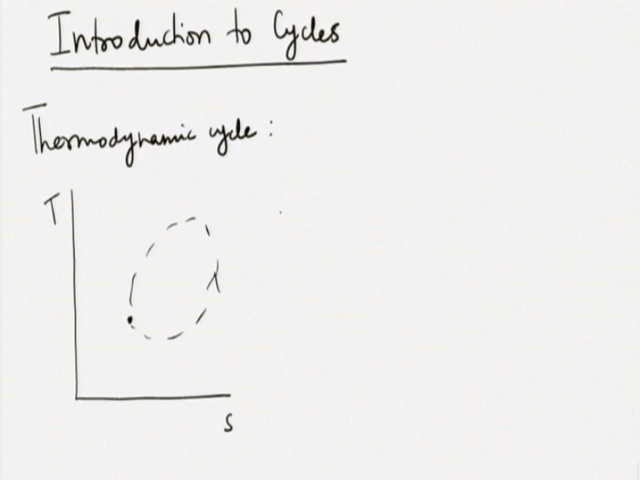 Introduction to Cycles
Thermodynamic cycle :
T
s